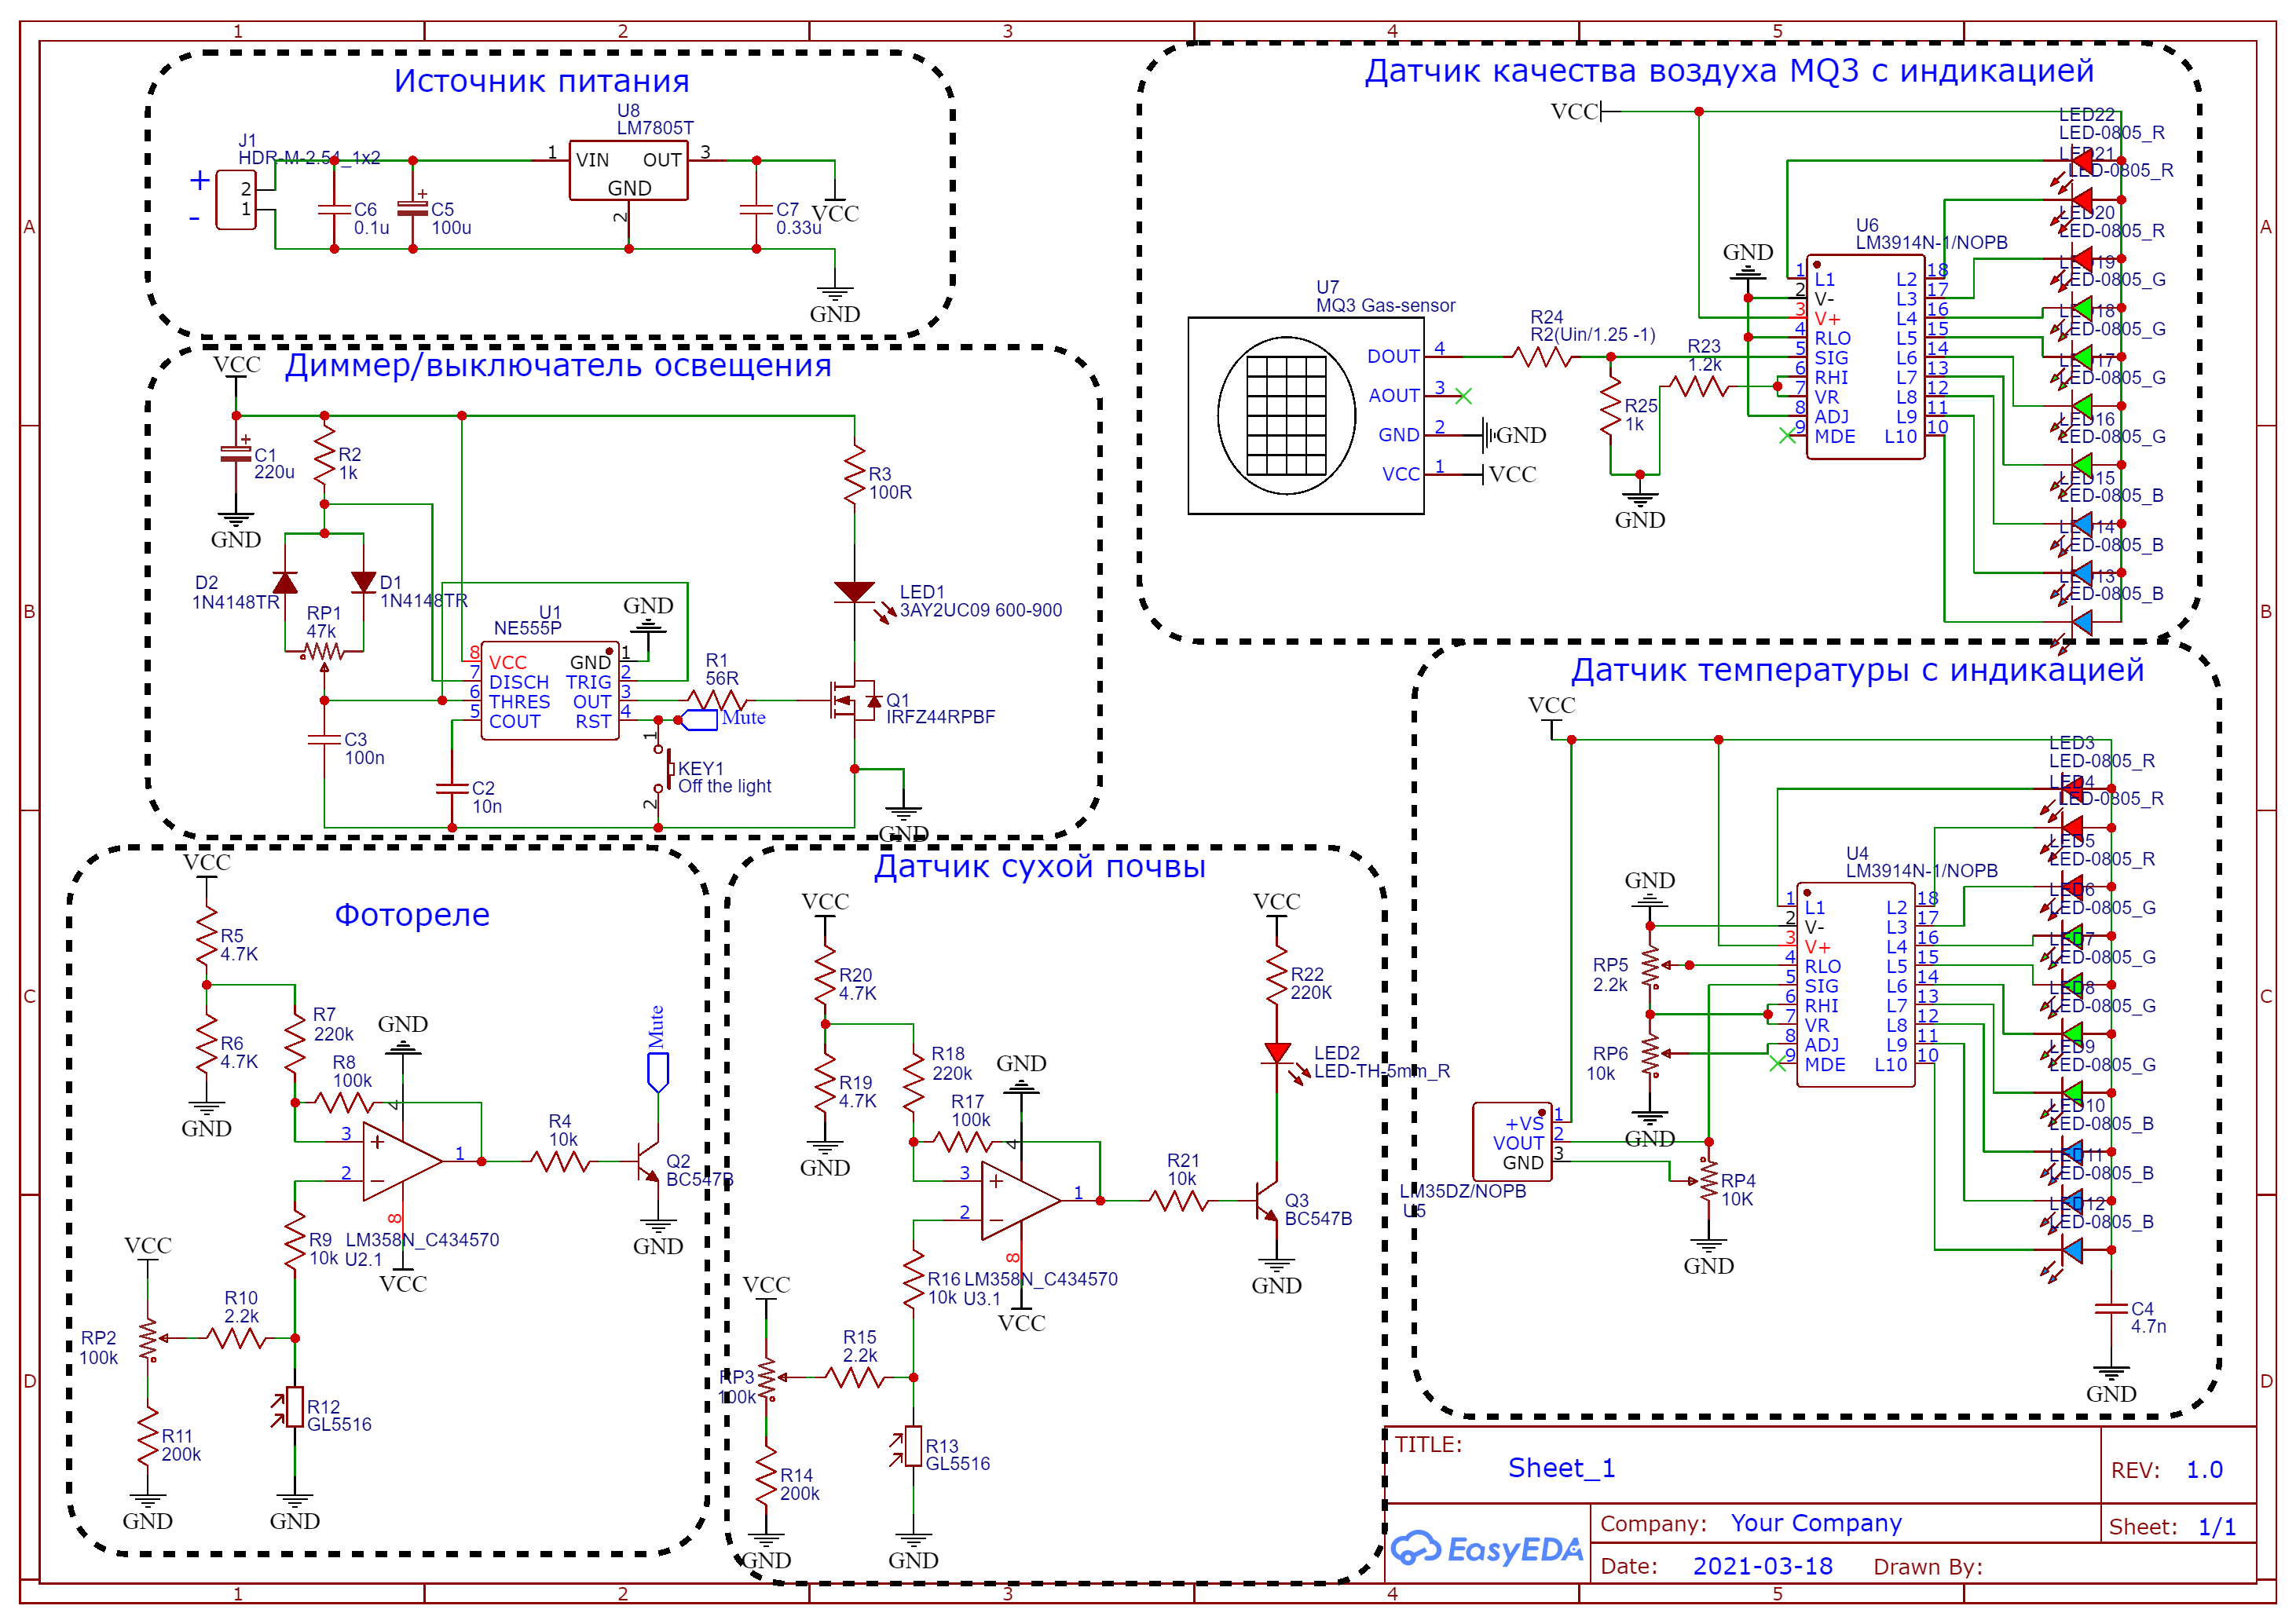 1 2 3 4 5
A
B
C
D
A
B
C
D
1 2 3 4 5
Источник питания
J1
HDR-M-2.54_1x2
+
-
2
1
C6
0.1u
C5
100u
+
U8
LM7805T
1 VIN OUT 3
GND
2
C7
0.33u
VCC
GND
Диммер/выключатель освещения
VCC
+
C1
220u
GND
R2
1k
R3
100R
D2
1N4148TR
D1
1N4148TR
RP1
47k
LED1
3AY2UC09 600-900
U1
NE555P
GND
8 VCC GND 1
7 DISCH TRIG 2
6 THRES OUT 3
5 COUT RST 4
R1
56R
Mute
Q1
IRFZ44RPBF
C3
100n
C2
10n
1
KEY1
Off the light
2
GND
Фотореле
VCC
R5
4.7K
R6
4.7K
GND
R7
220k
R8
100k
GND
4
3 +
2 −
1
8
R9
10k
LM358N_C434570
U2.1
VCC
R4
10k
Mute
Q2
BC547B
GND
VCC
RP2
100k
R10
2.2k
R11
200k
R12
GL5516
GND
GND
Датчик сухой почвы
VCC
R20
4.7K
R19
4.7K
GND
R18
220k
R17
100k
GND
4
3 +
2 −
1
8
R16
10k
LM358N_C434570
U3.1
VCC
R21
10k
VCC
R22
220K
LED2
LED-TH-5mm_R
Q3
BC547B
GND
VCC
RP3
100k
R15
2.2k
R14
200k
R13
GL5516
GND
GND
Датчик качества воздуха MQ3 с индикацией
VCC
U7
MQ3 Gas-sensor
DOUT 4
AOUT 3
GND 2
VCC 1
GND
VCC
R24
R2(Uin/1.25 -1)
R25
1k
R23
1.2k
GND
GND
U6
LM3914N-1/NOPB
1 L1 L2 18
2 V- L3 17
3 V+ L4 16
4 RLO L5 15
5 SIG L6 14
6 RHI L7 13
7 VR L8 12
8 ADJ L9 11
9 MDE L10 10
LED22
LED-0805_R
LED21
LED-0805_R
LED20
LED-0805_R
LED19
LED-0805_G
LED18
LED-0805_G
LED17
LED-0805_G
LED16
LED-0805_G
LED15
LED-0805_B
LED14
LED-0805_B
LED13
LED-0805_B
Датчик температуры с индикацией
VCC
GND
RP5
2.2k
RP6
10k
GND
U4
LM3914N-1/NOPB
1 L1 L2 18
2 V- L3 17
3 V+ L4 16
4 RLO L5 15
5 SIG L6 14
6 RHI L7 13
7 VR L8 12
8 ADJ L9 11
9 MDE L10 10
+VS 1
VOUT 2
GND 3
LM35DZ/NOPB
U5
RP4
10K
GND
LED3
LED-0805_R
LED4
LED-0805_R
LED5
LED-0805_R
LED6
LED-0805_G
LED7
LED-0805_G
LED8
LED-0805_G
LED9
LED-0805_G
LED10
LED-0805_B
LED11
LED-0805_B
LED12
LED-0805_B
C4
4.7n
GND
TITLE:
Sheet_1
REV: 1.0
EasyEDA
Company: Your Company
Sheet: 1/1
Date: 2021-03-18 Drawn By: